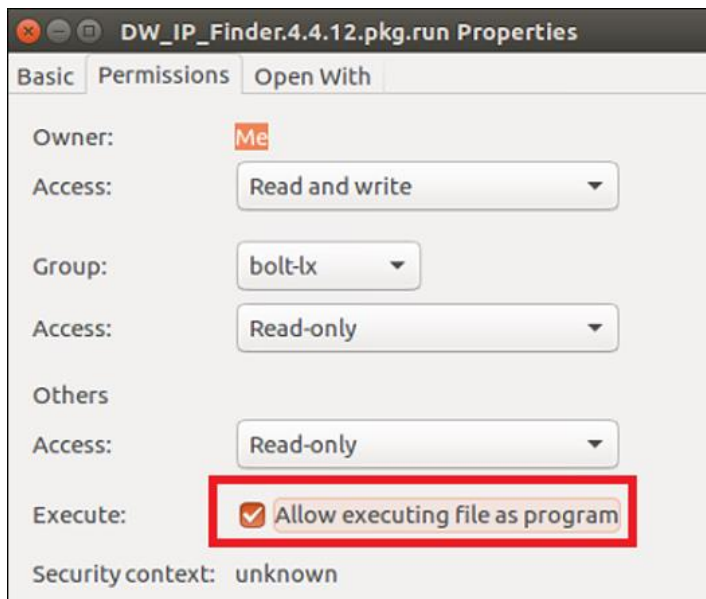 DW_IP_Finder.4.4.12.pkg.run Properties
Basic Permissions Open With
Owner: Me
Access: Read and write
Group: bolt-lx
Access: Read-only
Others
Access: Read-only
Execute: Allow executing file as program
Security context: unknown